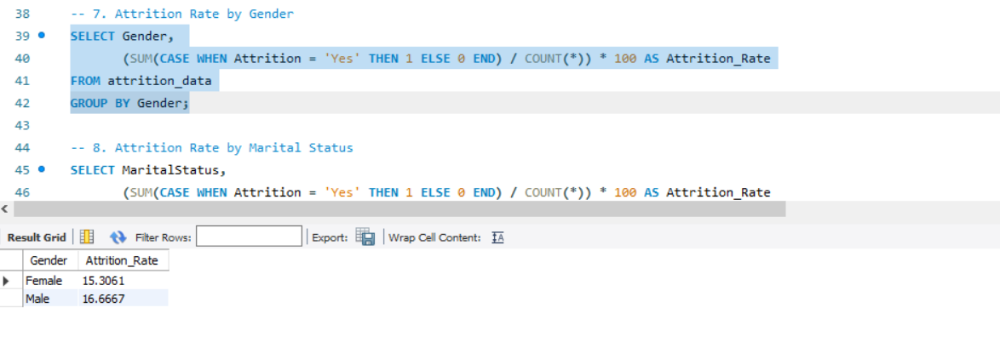 38 -- 7. Attrition Rate by Gender
39 SELECT Gender,
40 (SUM(CASE WHEN Attrition = 'Yes' THEN 1 ELSE 0 END) / COUNT(*)) * 100 AS Attrition_Rate
41 FROM attrition_data
42 GROUP BY Gender;
43
44 -- 8. Attrition Rate by Marital Status
45 SELECT MaritalStatus,
46 (SUM(CASE WHEN Attrition = 'Yes' THEN 1 ELSE 0 END) / COUNT(*)) * 100 AS Attrition_Rate
Result Grid Filter Rows: Export: Wrap Cell Content: IA
Gender Attrition_Rate
Female 15.3061
Male 16.6667